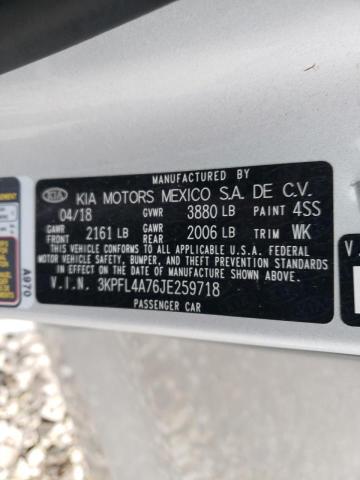 MANUFACTURED BY
KIA KIA MOTORS MEXICO S.A. DE C.V.
04/18 GVWR 3880 LB PAINT 4SS
GAWR FRONT 2161 LB GAWR REAR 2006 LB TRIM WK
THIS VEHICLE CONFORMS TO ALL APPLICABLE U.S.A. FEDERAL
MOTOR VEHICLE SAFETY, BUMPER, AND THEFT PREVENTION
STANDARDS IN EFFECT ON THE DATE OF MANUFACTURE SHOWN ABOVE.
V.I.N. 3KPFL4A76JE259718
PASSENGER CAR
A970
V.